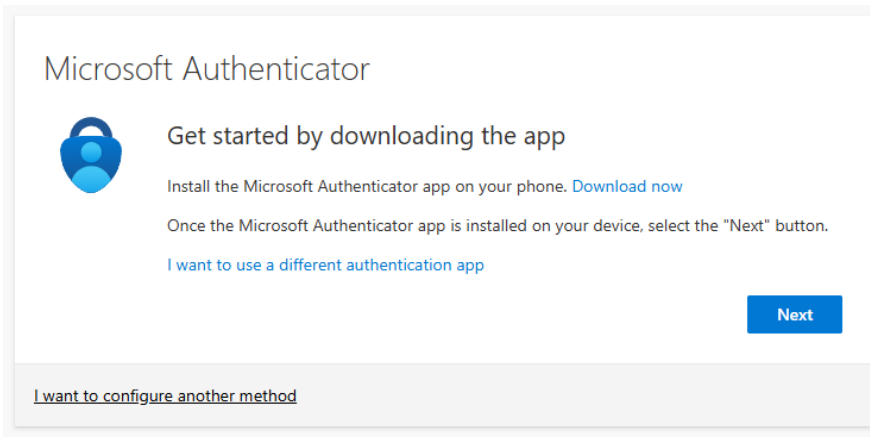 Microsoft Authenticator
Get started by downloading the app
Install the Microsoft Authenticator app on your phone. Download now
Once the Microsoft Authenticator app is installed on your device, select the "Next" button.
I want to use a different authentication app
Next
I want to configure another method